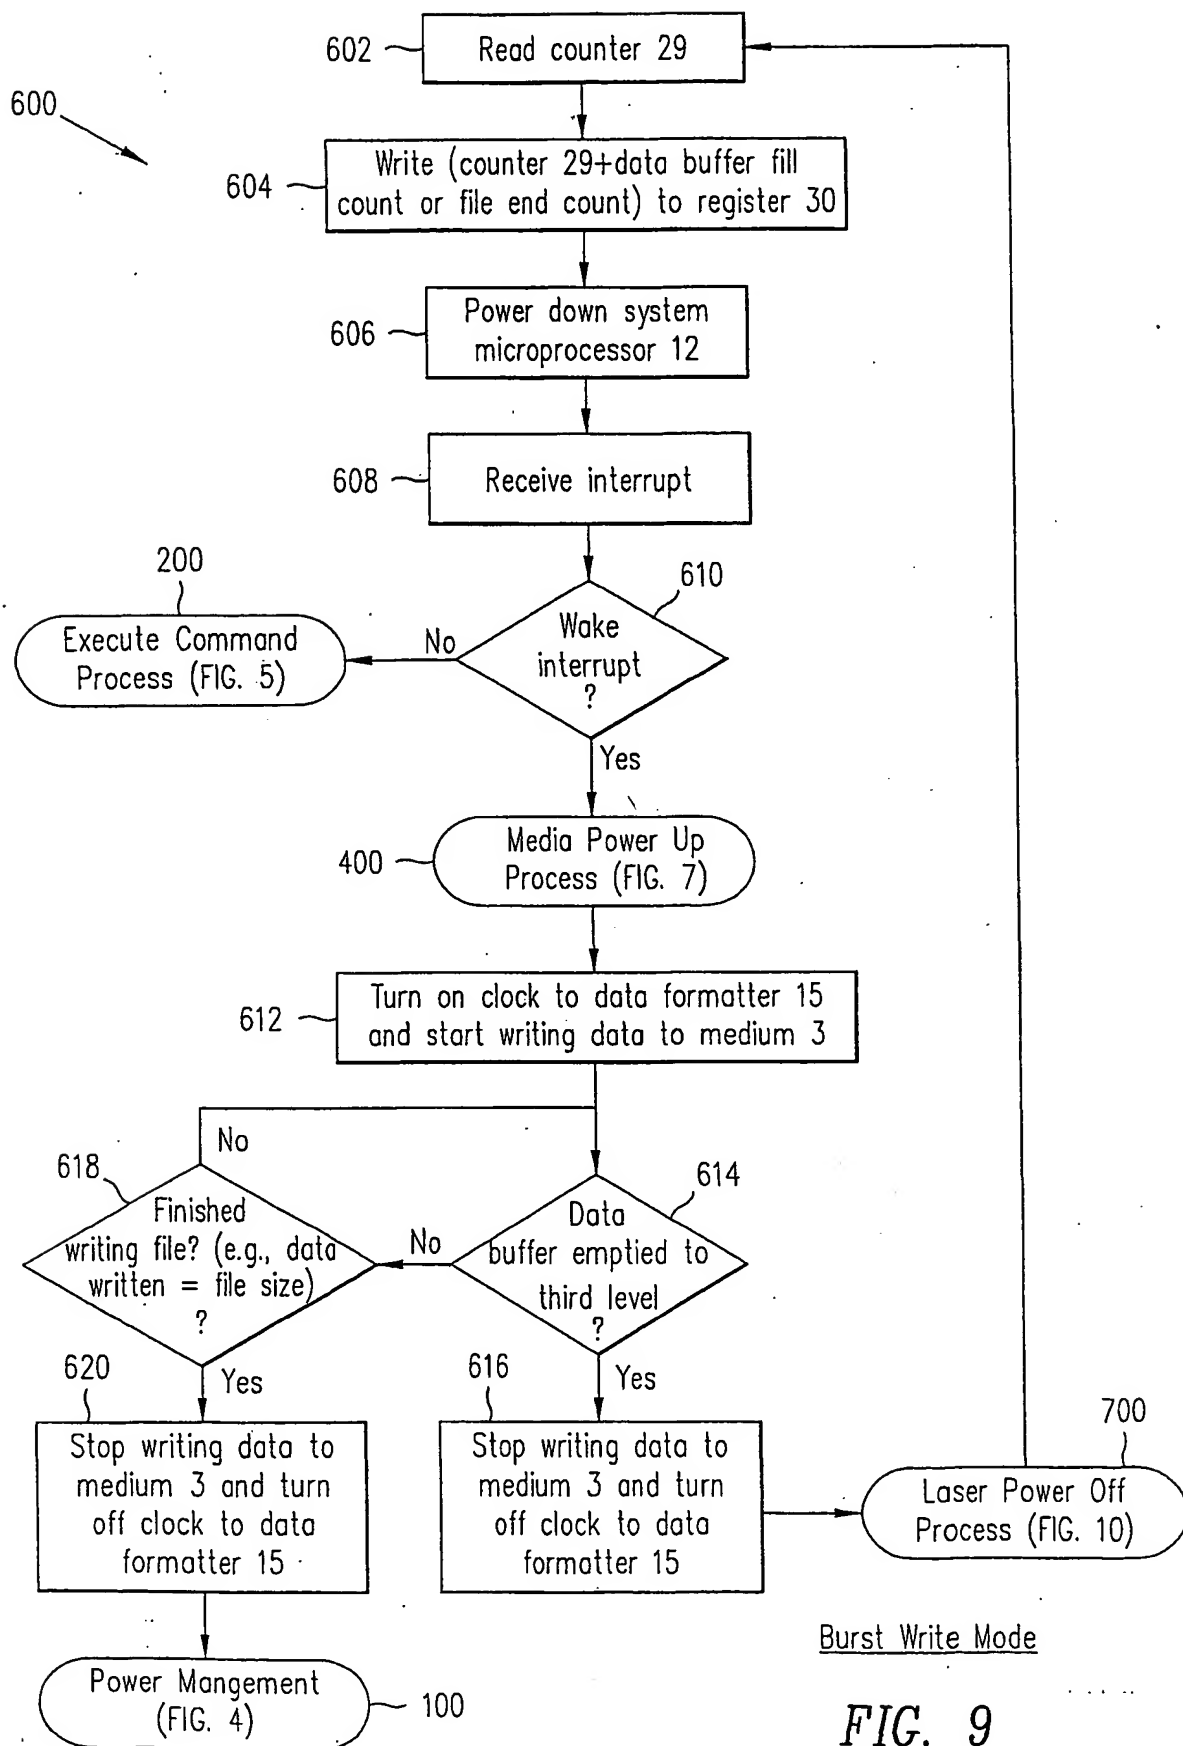 602
Read counter 29
600
604
Write (counter 29+data buffer fill
count or file end count) to register 30
606
Power down system
microprocessor 12
608
Receive interrupt
200
Execute Command
Process (FIG. 5)
No
610
Wake
interrupt
?
Yes
400
Media Power Up
Process (FIG. 7)
612
Turn on clock to data formatter 15
and start writing data to medium 3
No
618
Finished
writing file? (e.g., data
written = file size)
?
No
614
Data
buffer emptied to
third level
?
620
Yes
616
Yes
Stop writing data to
medium 3 and turn
off clock to data
formatter 15
Stop writing data to
medium 3 and turn
off clock to data
formatter 15
700
Laser Power Off
Process (FIG. 10)
Power Mangement
(FIG. 4)
100
Burst Write Mode
FIG. 9